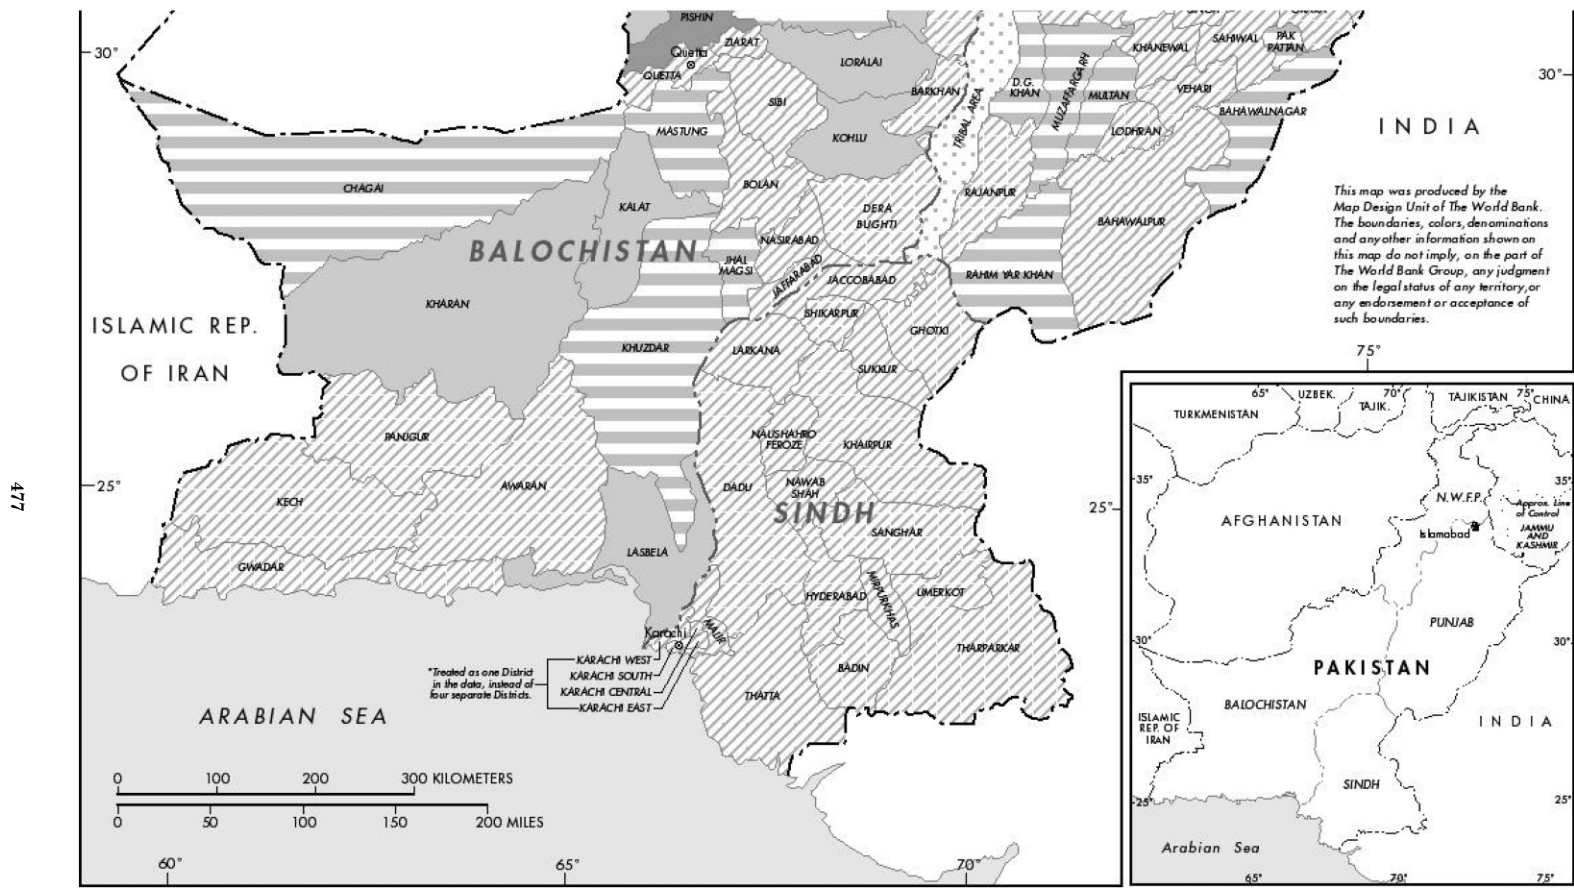 PISHIN
30°
Quetta
ZIARAT
QUETTA
LORALAI
SIBI
BARKHAN
KOHLU
MASTUNG
TRIBAL AREA
D.G.
KHAN
MUZAFFARGARH
MULTAN
KHANEWAL
SAHIWAL
PAK
PATTAN
VEHARI
LODHRAN
BAHAWALNAGAR
30°
INDIA
CHAGAI
KALAT
BOLAN
DERA
BUGHTI
RAJANPUR
BAHAWALPUR
This map was produced by the
Map Design Unit of The World Bank.
The boundaries, colors, denominations
and any other information shown on
this map do not imply, on the part of
The World Bank Group, any judgment
on the legal status of any territory, or
any endorsement or acceptance of
such boundaries.
BALOCHISTAN
NASIRABAD
JHAL
MAGSI
JAFFARABAD
JACCOBABAD
RAHIM YAR KHAN
KHARAN
SHIKARPUR
GHOTKI
ISLAMIC REP.
OF IRAN
KHUZDAR
LARKANA
SUKKUR
75°
PANJGUR
NAUSHAHRO
FEROZE
KHAIRPUR
477
25°
KECH
AWARAN
DADU
NAWAB
SHAH
SINDH
SANGHAR
25°
GWADAR
LASBELA
HYDERABAD
MIRPURKHAS
UMERKOT
Karachi
MALIR
THARPARKAR
BADIN
THATTA
KARACHI WEST
KARACHI SOUTH
KARACHI CENTRAL
KARACHI EAST
*Treated as one District
in the data, instead of
four separate Districts.
ARABIAN SEA
0 100 200 300 KILOMETERS
0 50 100 150 200 MILES
60° 65° 70°
65° 70° 75°
UZBEK.
TAJIK.
TAJIKISTAN
CHINA
TURKMENISTAN
35°
35°
N.W.F.P.
Approx. Line
of Control
AFGHANISTAN
Islamabad
JAMMU
AND
KASHMIR
PUNJAB
30°
30°
PAKISTAN
BALOCHISTAN
ISLAMIC
REP. OF
IRAN
INDIA
SINDH
25°
25°
Arabian Sea
65° 70° 75°